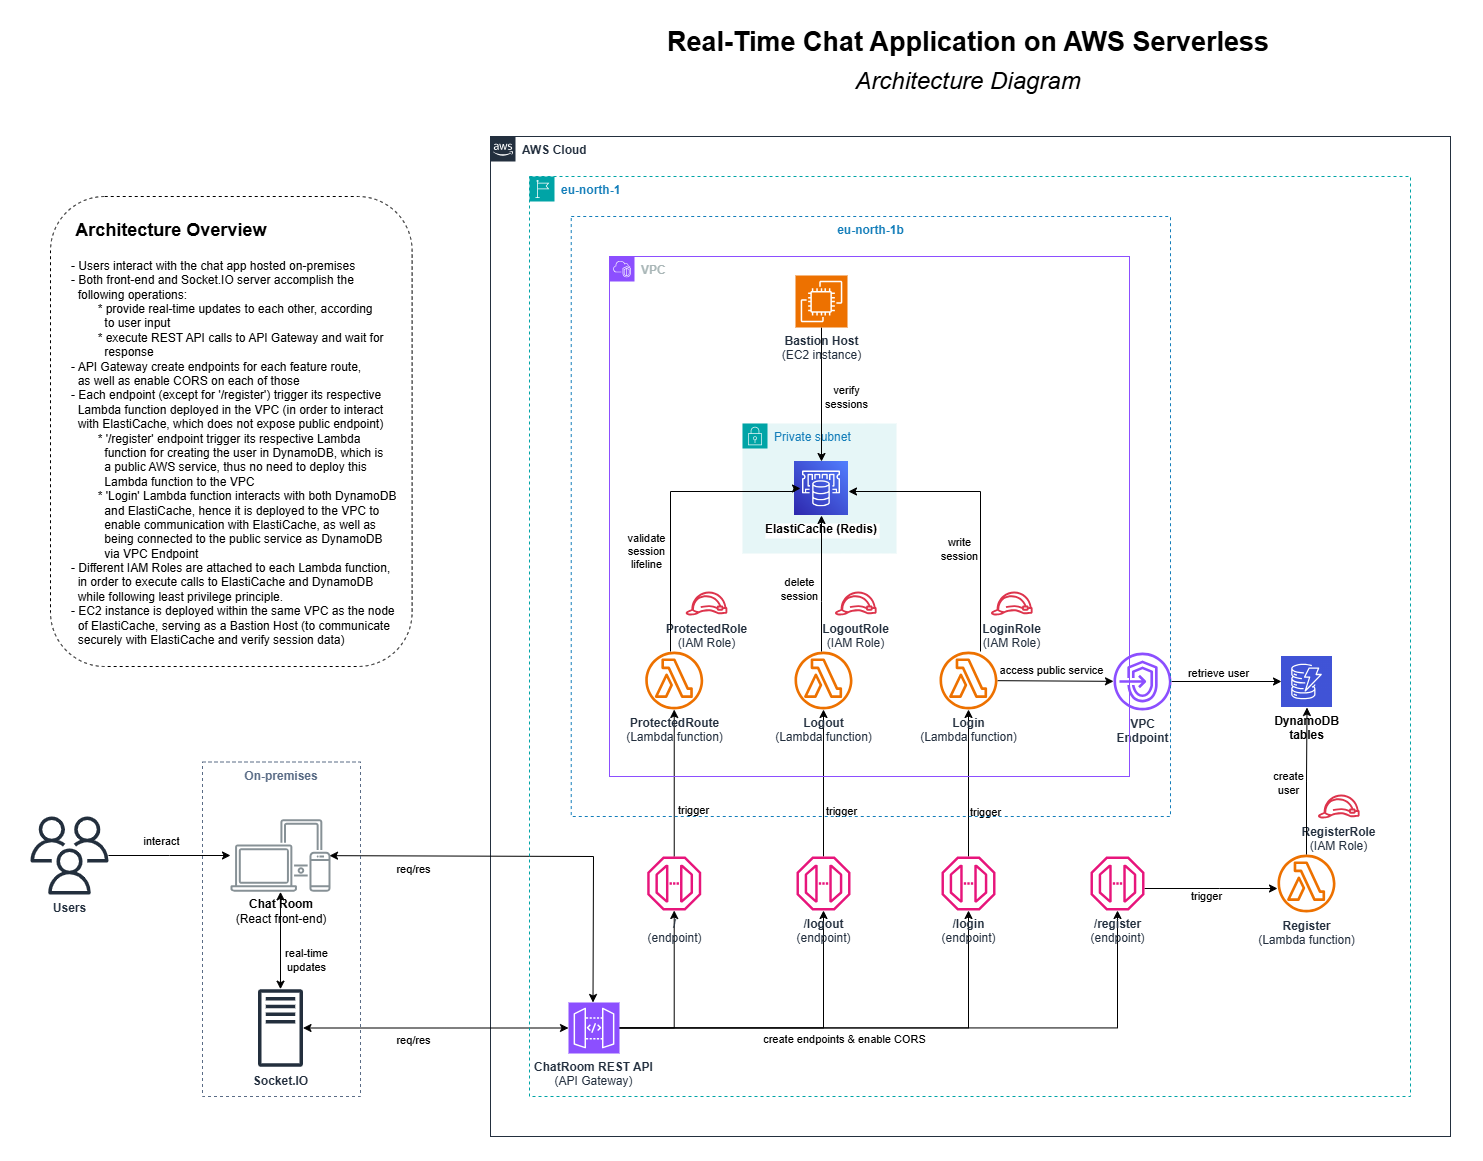 Real-Time Chat Application on AWS Serverless
Architecture Diagram
aws
AWS Cloud
eu-north-1
eu-north-1b
VPC
Architecture Overview
- Users interact with the chat app hosted on-premises
- Both front-end and Socket.IO server accomplish the
following operations:
* provide real-time updates to each other, according
to user input
* execute REST API calls to API Gateway and wait for
response
- API Gateway create endpoints for each feature route,
as well as enable CORS on each of those
- Each endpoint (except for '/register') trigger its respective
Lambda function deployed in the VPC (in order to interact
with ElastiCache, which does not expose public endpoint)
* '/register' endpoint trigger its respective Lambda
function for creating the user in DynamoDB, which is
a public AWS service, thus no need to deploy this
Lambda function to the VPC
* 'Login' Lambda function interacts with both DynamoDB
and ElastiCache, hence it is deployed to the VPC to
enable communication with ElastiCache, as well as
being connected to the public service as DynamoDB
via VPC Endpoint
- Different IAM Roles are attached to each Lambda function,
in order to execute calls to ElastiCache and DynamoDB
while following least privilege principle.
- EC2 instance is deployed within the same VPC as the node
of ElastiCache, serving as a Bastion Host (to communicate
securely with ElastiCache and verify session data)
Bastion Host
(EC2 instance)
verify
sessions
Private subnet
ElastiCache (Redis)
validate
session
lifeline
delete
session
write
session
ProtectedRole
(IAM Role)
LogoutRole
(IAM Role)
LoginRole
(IAM Role)
access public service
retrieve user
ProtectedRoute
(Lambda function)
Logout
(Lambda function)
Login
(Lambda function)
VPC
Endpoint
DynamoDB
tables
create
user
trigger
trigger
trigger
RegisterRole
(IAM Role)
On-premises
interact
Users
Chat Room
(React front-end)
req/res
real-time
updates
Socket.IO
req/res
/
(endpoint)
/logout
(endpoint)
/login
(endpoint)
/register
(endpoint)
trigger
Register
(Lambda function)
</>
create endpoints & enable CORS
ChatRoom REST API
(API Gateway)